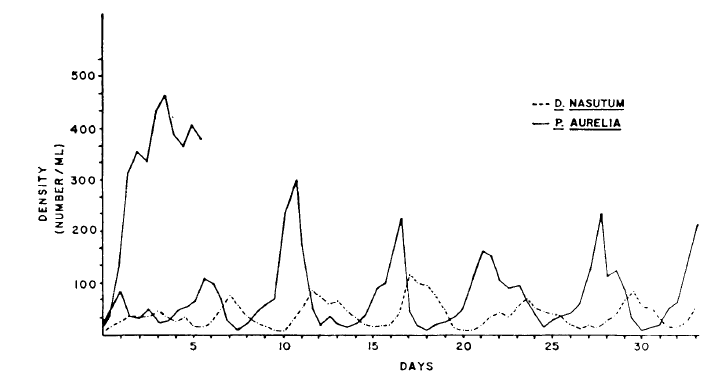 500
400
300
200
100
DENSITY
(NUMBER/ML)
D. NASUTUM
P. AURELIA
5
10
15
20
25
30
DAYS